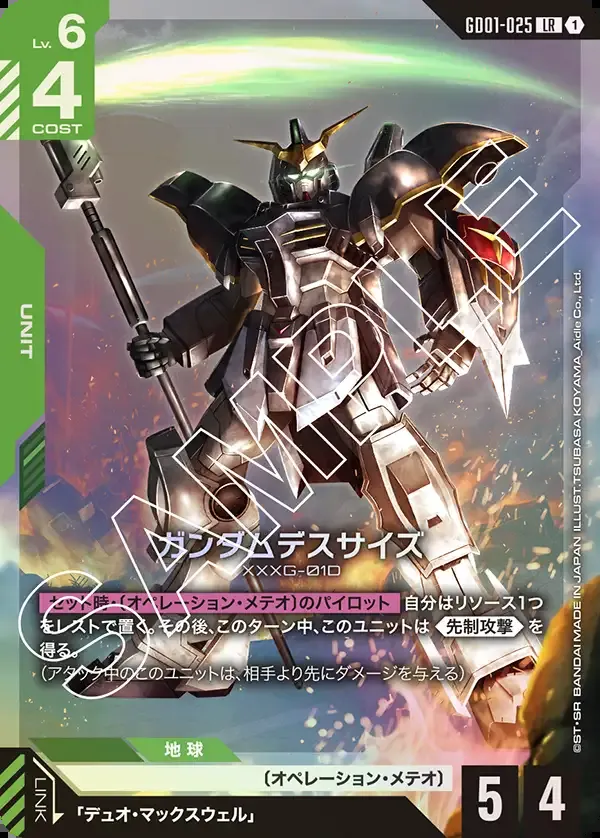 Lv. 6
4
COST
GD01-025 LR 1
UNIT
SAMPLE
ガンダムデスサイズ
XXXG-01D
セット時・〔オペレーション・メテオ〕のパイロット 自分はリソース1つ
をレストで置く。その後、このターン中、このユニットは 先制攻撃 を
得る。
(アタック中のこのユニットは、相手より先にダメージを与える)
地球
〔オペレーション・メテオ〕
LINK
「デュオ・マックスウェル」
5 4
©ST・SR BANDAI MADE IN JAPAN ILLUST.TSUBASA KOYAMA_Aidle Co., Ltd.